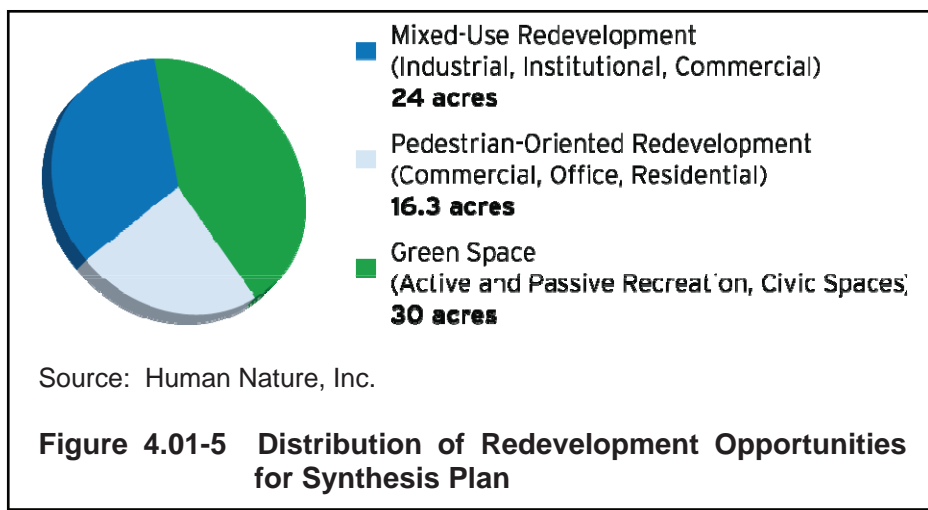 Mixed-Use Redevelopment
(Industrial, Institutional, Commercial)
24 acres
Pedestrian-Oriented Redevelopment
(Commercial, Office, Residential)
16.3 acres
Green Space
(Active and Passive Recreation, Civic Spaces)
30 acres
Source: Human Nature, Inc.
Figure 4.01-5 Distribution of Redevelopment Opportunities
for Synthesis Plan